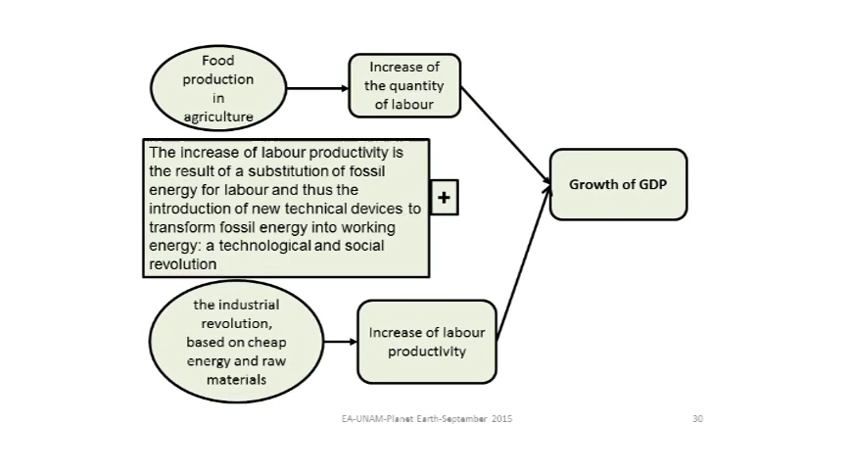 Food
production
in
agriculture
Increase of
the quantity
of labour
The increase of labour productivity is
the result of a substitution of fossil
energy for labour and thus the
introduction of new technical devices to
transform fossil energy into working
energy: a technological and social
revolution
+
Growth of GDP
the industrial
revolution,
based on cheap
energy and raw
materials
Increase of labour
productivity
EA-UNAM-Planet Earth-September 2015
30